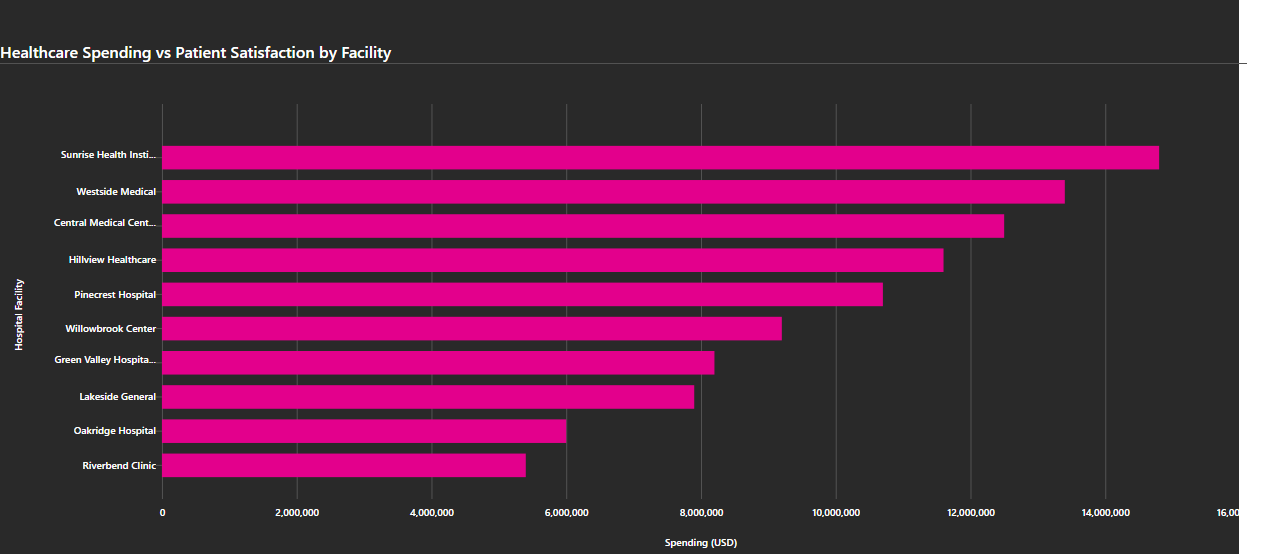 Healthcare Spending vs Patient Satisfaction by Facility
Sunrise Health Insti...
Westside Medical
Central Medical Cent...
Hillview Healthcare
Pinecrest Hospital
Willowbrook Center
Green Valley Hospita...
Lakeside General
Oakridge Hospital
Riverbend Clinic
Hospital Facility
0 2,000,000 4,000,000 6,000,000 8,000,000 10,000,000 12,000,000 14,000,000 16,00
Spending (USD)